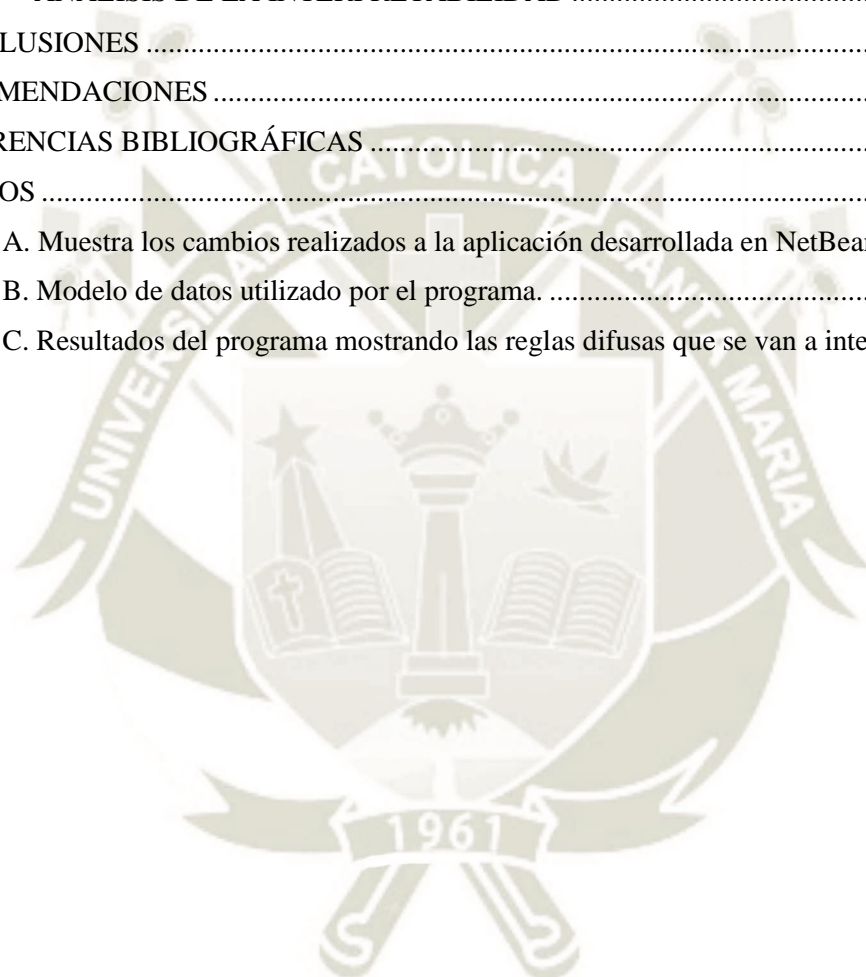 ANÁLISIS DE LA INTERPRETABILIDAD
LUSIONES
MENDACIONES
RENCIAS BIBLIOGRÁFICAS
OS
A. Muestra los cambios realizados a la aplicación desarrollada en NetBea
B. Modelo de datos utilizado por el programa.
C. Resultados del programa mostrando las reglas difusas que se van a inte
UNIVERSIDAD CATOLICA SANTA MARIA
1961